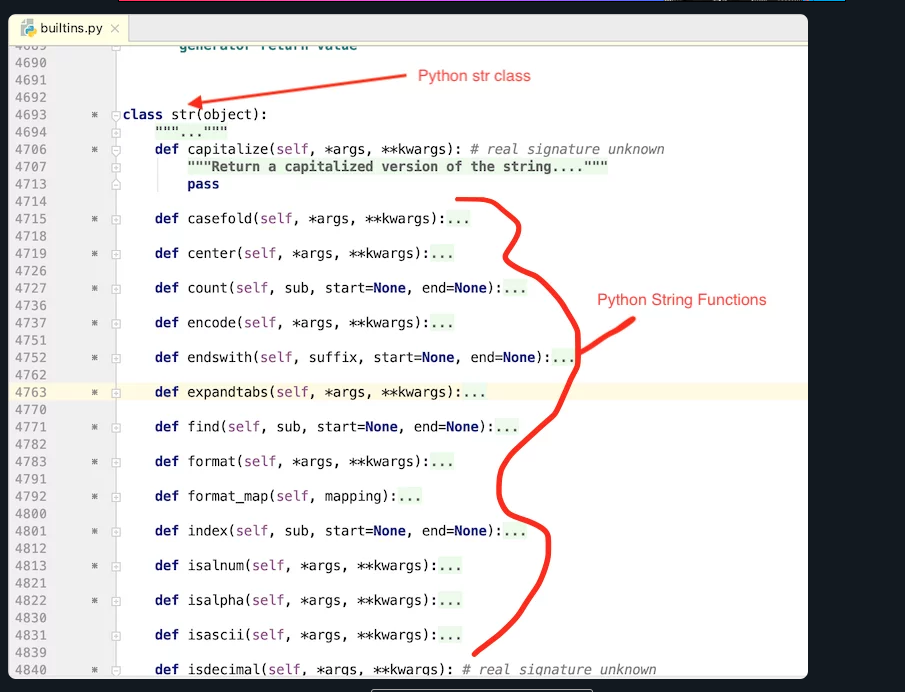 builtins.py
4689 generator return value
4690
4691
Python str class
4692
4693 * class str(object):
4694 """..."""
4706 * def capitalize(self, *args, **kwargs): # real signature unknown
4707 """Return a capitalized version of the string...."""
4713 pass
4714
4715 * def casefold(self, *args, **kwargs):...
4718
4719 * def center(self, *args, **kwargs):...
4726
4727 * def count(self, sub, start=None, end=None):...
4736
Python String Functions
4737 * def encode(self, *args, **kwargs):...
4751
4752 * def endswith(self, suffix, start=None, end=None):...
4762
4763 * def expandtabs(self, *args, **kwargs):...
4770
4771 * def find(self, sub, start=None, end=None):...
4782
4783 * def format(self, *args, **kwargs):...
4791
4792 * def format_map(self, mapping):...
4800
4801 * def index(self, sub, start=None, end=None):...
4812
4813 * def isalnum(self, *args, **kwargs):...
4821
4822 * def isalpha(self, *args, **kwargs):...
4830
4831 def isascii(self, *args, **kwargs):...
4839
4840 * def isdecimal(self, *args, **kwargs): # real signature unknown